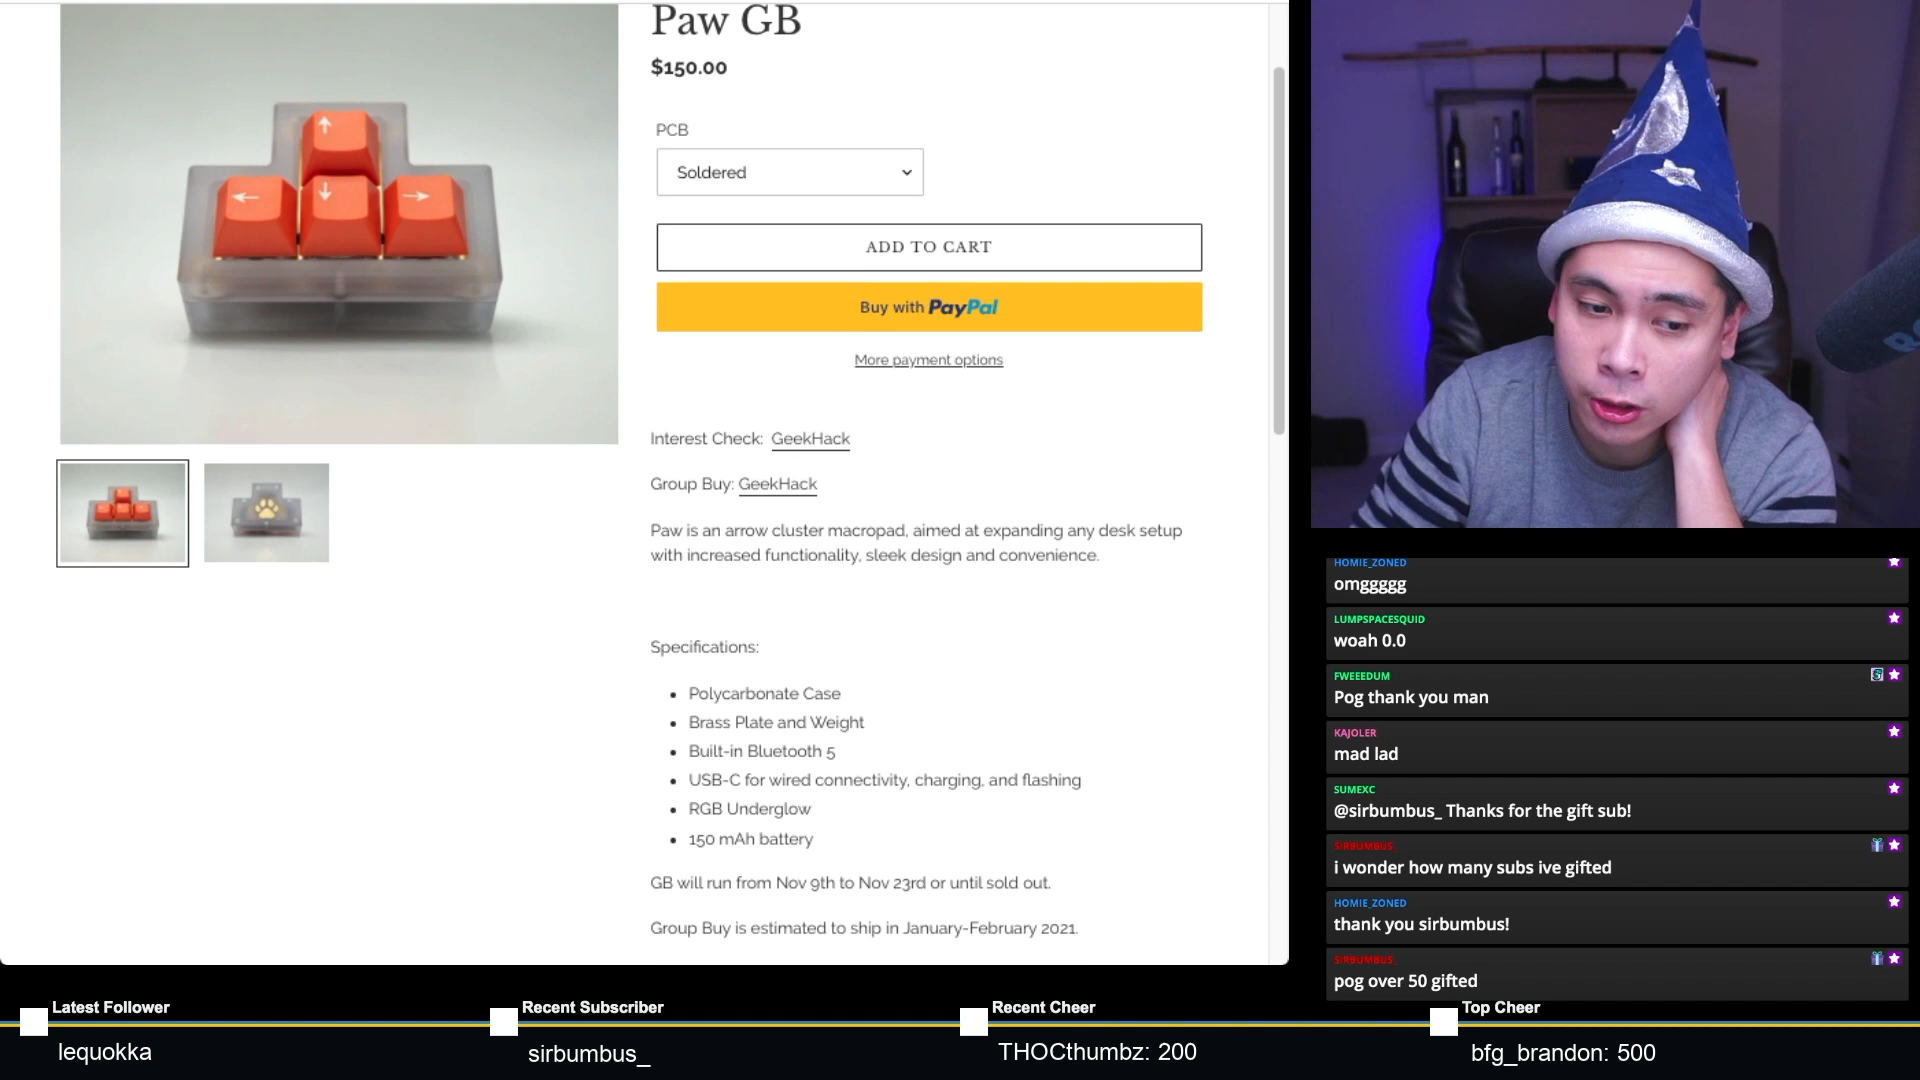 Paw GB
$150.00
PCB
Soldered
ADD TO CART
Buy with PayPal
More payment options
Interest Check: GeekHack
Group Buy: GeekHack
Paw is an arrow cluster macropad, aimed at expanding any desk setup
with increased functionality, sleek design and convenience.
Specifications:
Polycarbonate Case
Brass Plate and Weight
Built-in Bluetooth 5
USB-C for wired connectivity, charging, and flashing
RGB Underglow
150 mAh battery
GB will run from Nov 9th to Nov 23rd or until sold out.
Group Buy is estimated to ship in January-February 2021.
HOMIE_ZONED
omggggg
LUMPSPACESQUID
woah 0.0
FWEEEDUM
Pog thank you man
KAJOLER
mad lad
SUMEXC
@sirbumbus_ Thanks for the gift sub!
SIRBUMBUS_
i wonder how many subs ive gifted
HOMIE_ZONED
thank you sirbumbus!
SIRBUMBUS_
pog over 50 gifted
Latest Follower
lequokka
Recent Subscriber
sirbumbus_
Recent Cheer
THOCthumbz: 200
Top Cheer
bfg_brandon: 500